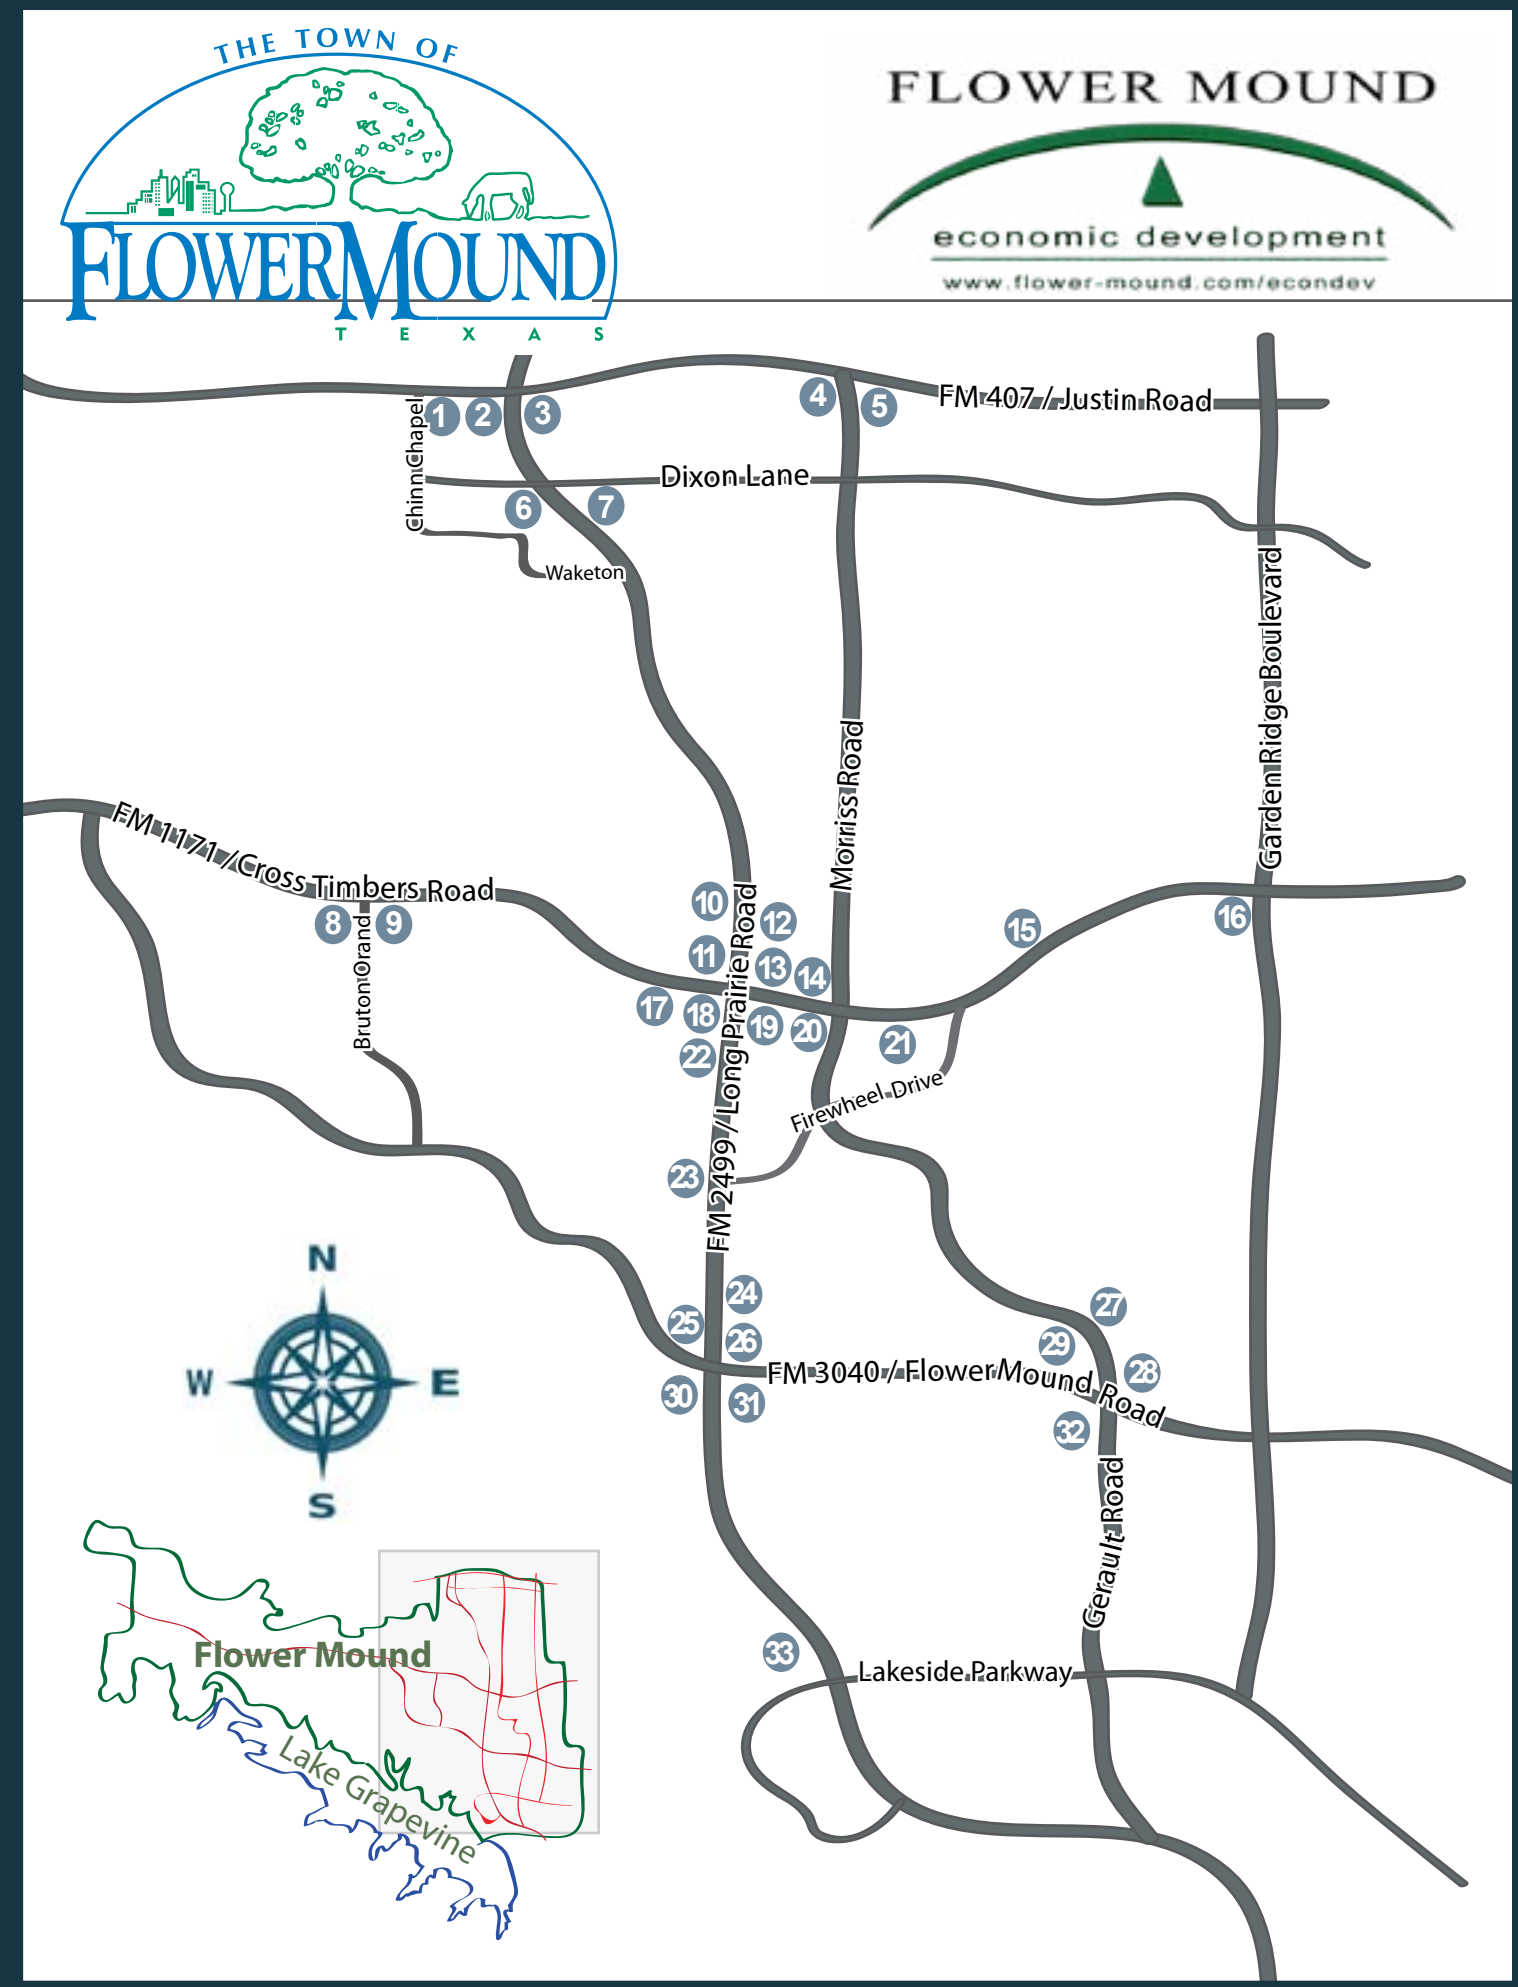 THE TOWN OF
FLOWER MOUND
TEXAS
FLOWER MOUND
economic development
www.flower-mound.com/econdev
FM 407 / Justin Road
Chinn Chapel
1
2
3
4
5
Dixon Lane
6
7
Waketon
Garden Ridge Boulevard
Morriss Road
FM 1171 / Cross Timbers Road
8
9
Bruton Orand
10
11
12
13
14
15
16
17
18
19
20
21
22
FM 2499 / Long Prairie Road
Firewheel Drive
23
24
25
26
27
28
29
FM 3040 / Flower Mound Road
30
31
32
Gerault Road
33
Lakeside Parkway
N
W
E
S
Flower Mound
Lake Grapevine